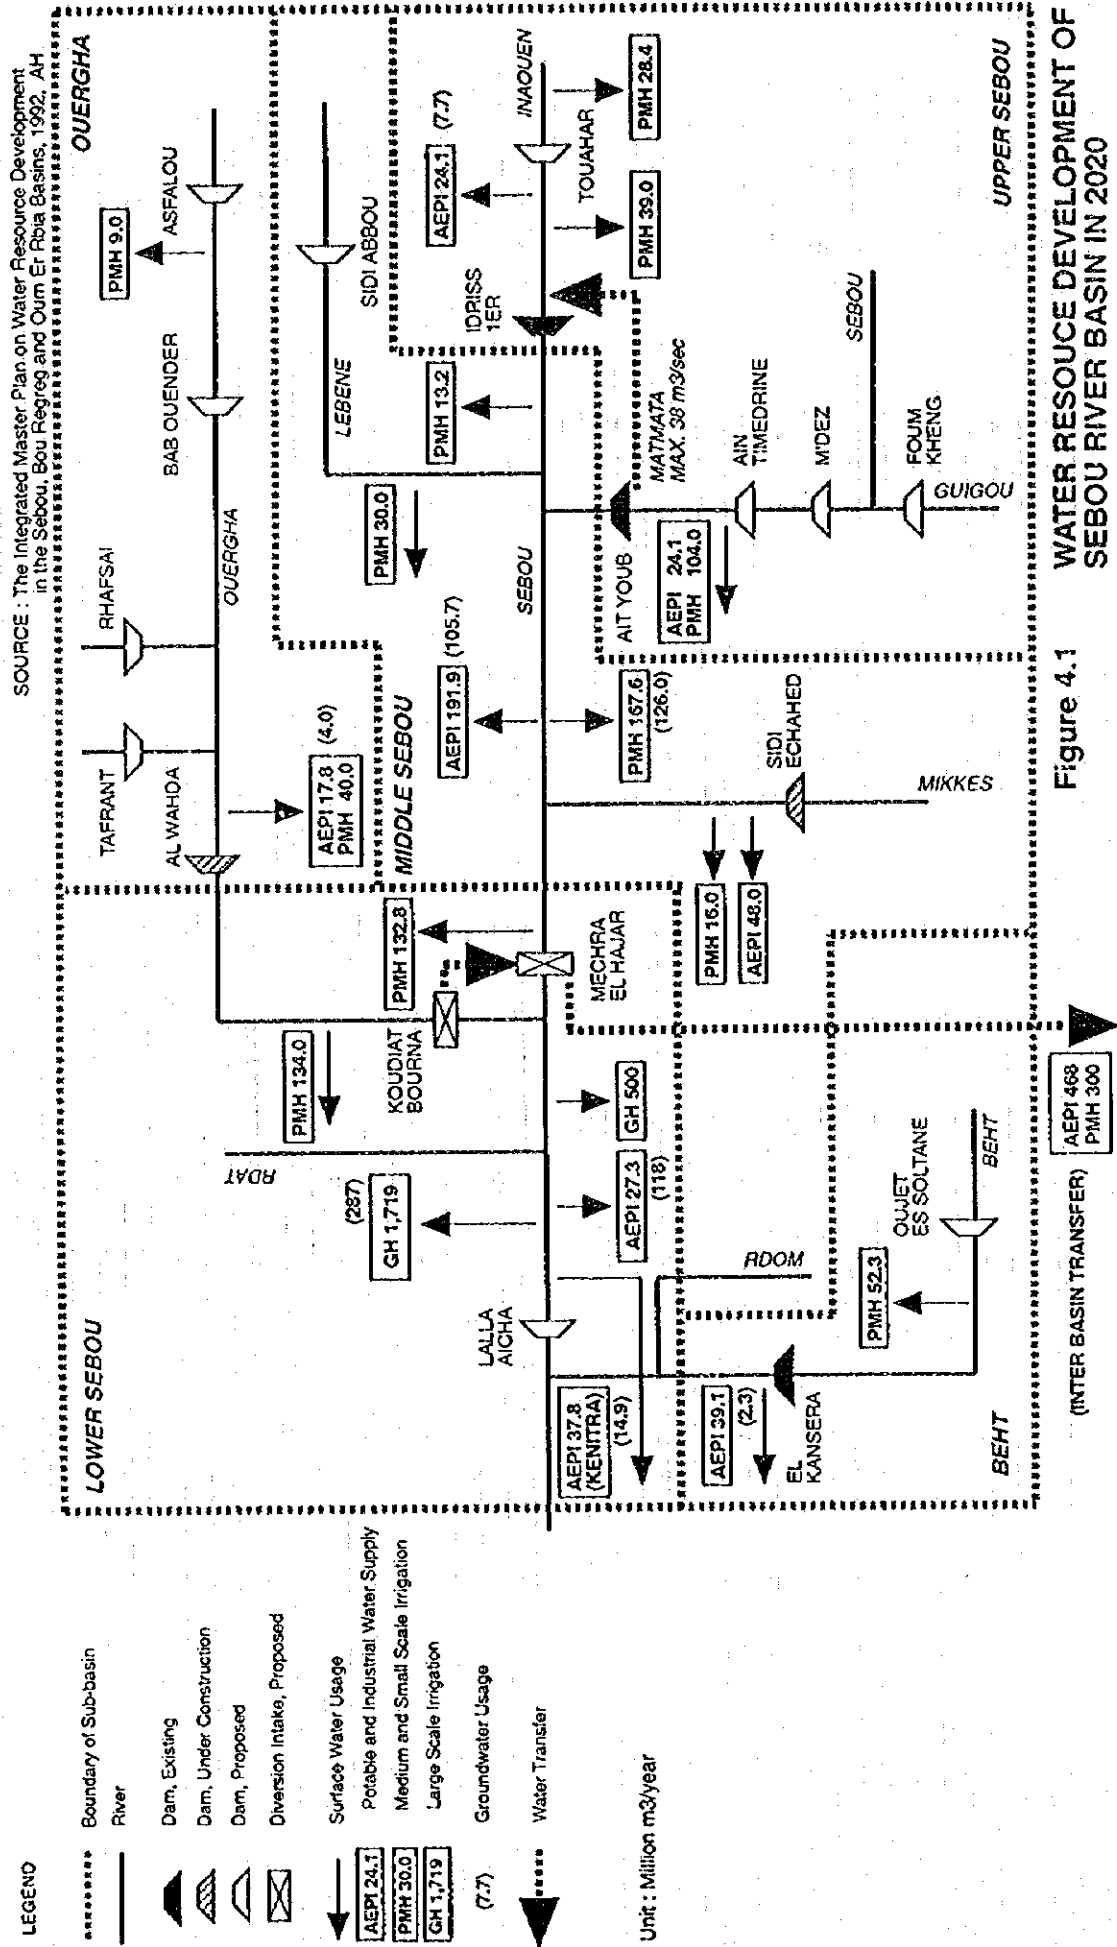 SOURCE : The Integrated Master Plan on Water Resource Development
in the Sebou, Bou Regreg and Oum Er Rbia Basins, 1992, AH
LEGEND
Boundary of Sub-basin
River
Dam, Existing
Dam, Under Construction
Dam, Proposed
Diversion Intake, Proposed
Surface Water Usage
AEPI 24.1
Potable and Industrial Water Supply
PMH 30.0
Medium and Small Scale Irrigation
GH 1,719
Large Scale Irrigation
(7.7)
Groundwater Usage
Water Transfer
Unit : Million m3/year
LOWER SEBOU
RDAT
(287)
GH 1,719
PMH 134.0
KOUDIAT
BOURNA
PMH 132.8
MECHRA
EL HAJAR
LALLA
AICHA
GH 500
AEPI 27.3
(118)
AEPI 37.8
(KENITRA)
(14.9)
RDOM
AEPI 39.1
(2.3)
EL
KANSERA
BEHT
PMH 52.3
OUJET
ES SOLTANE
BEHT
(INTER BASIN TRANSFER)
AEPI 468
PMH 300
OUERGHA
TAFRANT
RHAFSAI
AL WAHDA
OUERGHA
BAB OUENDER
PMH 9.0
ASFALOU
AEPI 17.8
PMH 40.0
(4.0)
MIDDLE SEBOU
AEPI 191.9
(105.7)
PMH 167.6
(126.0)
PMH 30.0
LEBENE
SIDI ABBOU
PMH 13.2
SEBOU
PMH 16.0
AEPI 48.0
SIDI
ECHAHED
MIKKES
IDRISS
1ER
AEPI 24.1
(7.7)
INAOUEN
TOUAHAR
PMH 39.0
PMH 28.4
MATMATA
MAX. 38 m3/sec
AIT YOUB
AEPI 24.1
PMH 104.0
AIN
TIMEDRINE
M'DEZ
SEBOU
FOUM
KHENG
GUIGOU
UPPER SEBOU
Figure 4.1
WATER RESOUCE DEVELOPMENT OF
SEBOU RIVER BASIN IN 2020